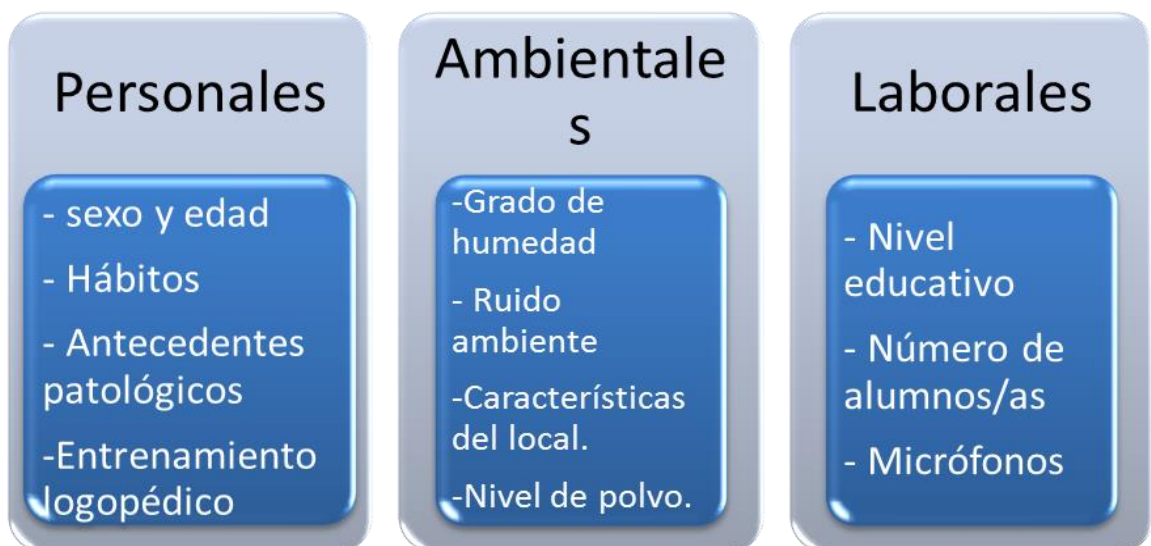 Personales
- sexo y edad
- Hábitos
- Antecedentes
patológicos
-Entrenamiento
logopédico
Ambientale
s
-Grado de
humedad
- Ruido
ambiente
-Características
del local.
-Nivel de polvo.
Laborales
- Nivel
educativo
- Número de
alumnos/as
- Micrófonos